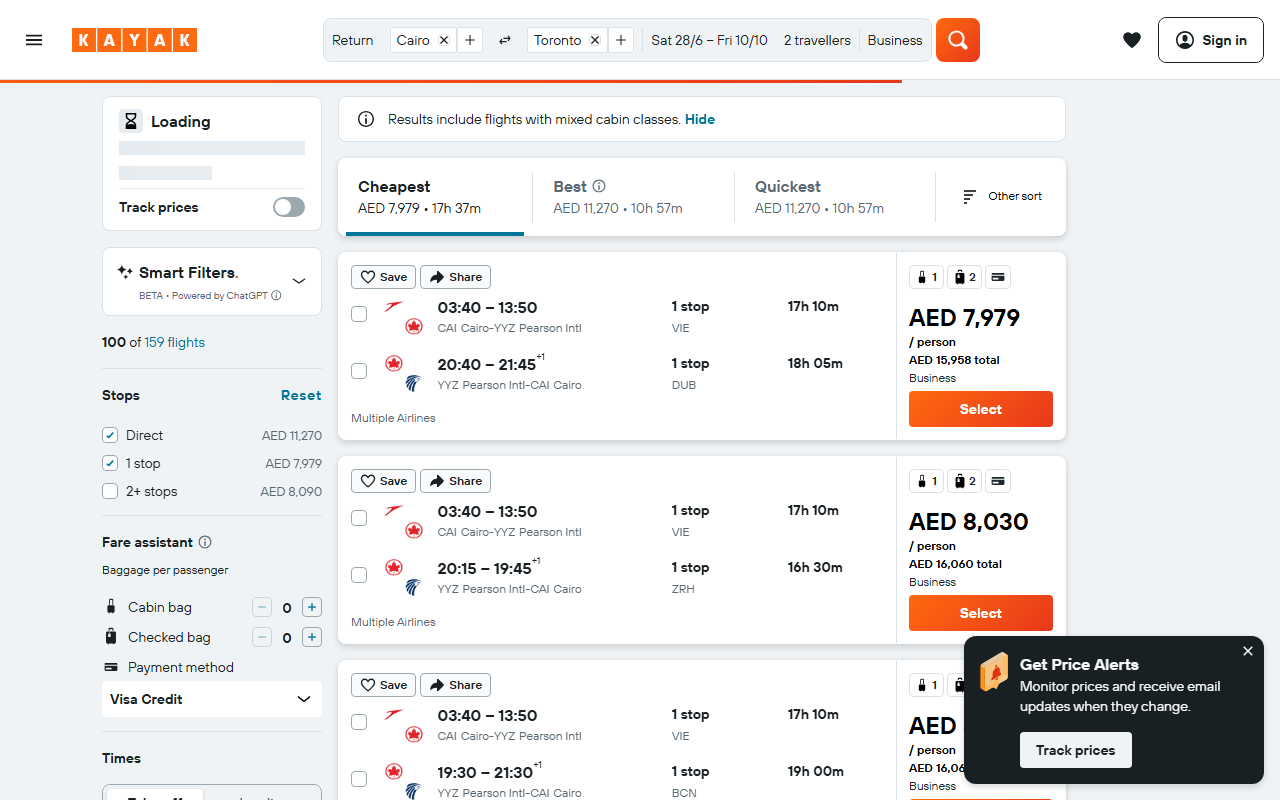 KAYAK
Return
Cairo
Toronto
Sat 28/6 – Fri 10/10
2 travellers
Business
Sign in
Loading
Track prices
Smart Filters.
BETA • Powered by ChatGPT
100 of 159 flights
Stops
Reset
Direct
AED 11,270
1 stop
AED 7,979
2+ stops
AED 8,090
Fare assistant
Baggage per passenger
Cabin bag
0
Checked bag
0
Payment method
Visa Credit
Times
Results include flights with mixed cabin classes. Hide
Cheapest
AED 7,979 • 17h 37m
Best
AED 11,270 • 10h 57m
Quickest
AED 11,270 • 10h 57m
Other sort
Save
Share
03:40 – 13:50
CAI Cairo-YYZ Pearson Intl
1 stop
VIE
17h 10m
20:40 – 21:45+1
YYZ Pearson Intl-CAI Cairo
1 stop
DUB
18h 05m
Multiple Airlines
1
2
AED 7,979
/ person
AED 15,958 total
Business
Select
Save
Share
03:40 – 13:50
CAI Cairo-YYZ Pearson Intl
1 stop
VIE
17h 10m
20:15 – 19:45+1
YYZ Pearson Intl-CAI Cairo
1 stop
ZRH
16h 30m
Multiple Airlines
1
2
AED 8,030
/ person
AED 16,060 total
Business
Select
Save
Share
03:40 – 13:50
CAI Cairo-YYZ Pearson Intl
1 stop
VIE
17h 10m
19:30 – 21:30+1
YYZ Pearson Intl-CAI Cairo
1 stop
BCN
19h 00m
1
AED
/ person
Business
Get Price Alerts
Monitor prices and receive email
updates when they change.
Track prices